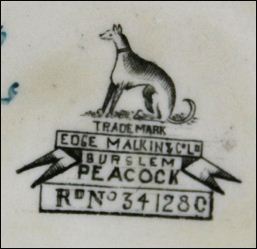 TRADE MARK
EDGE MALKIN & Co LD
BURSLEM
PEACOCK
RD No 341280